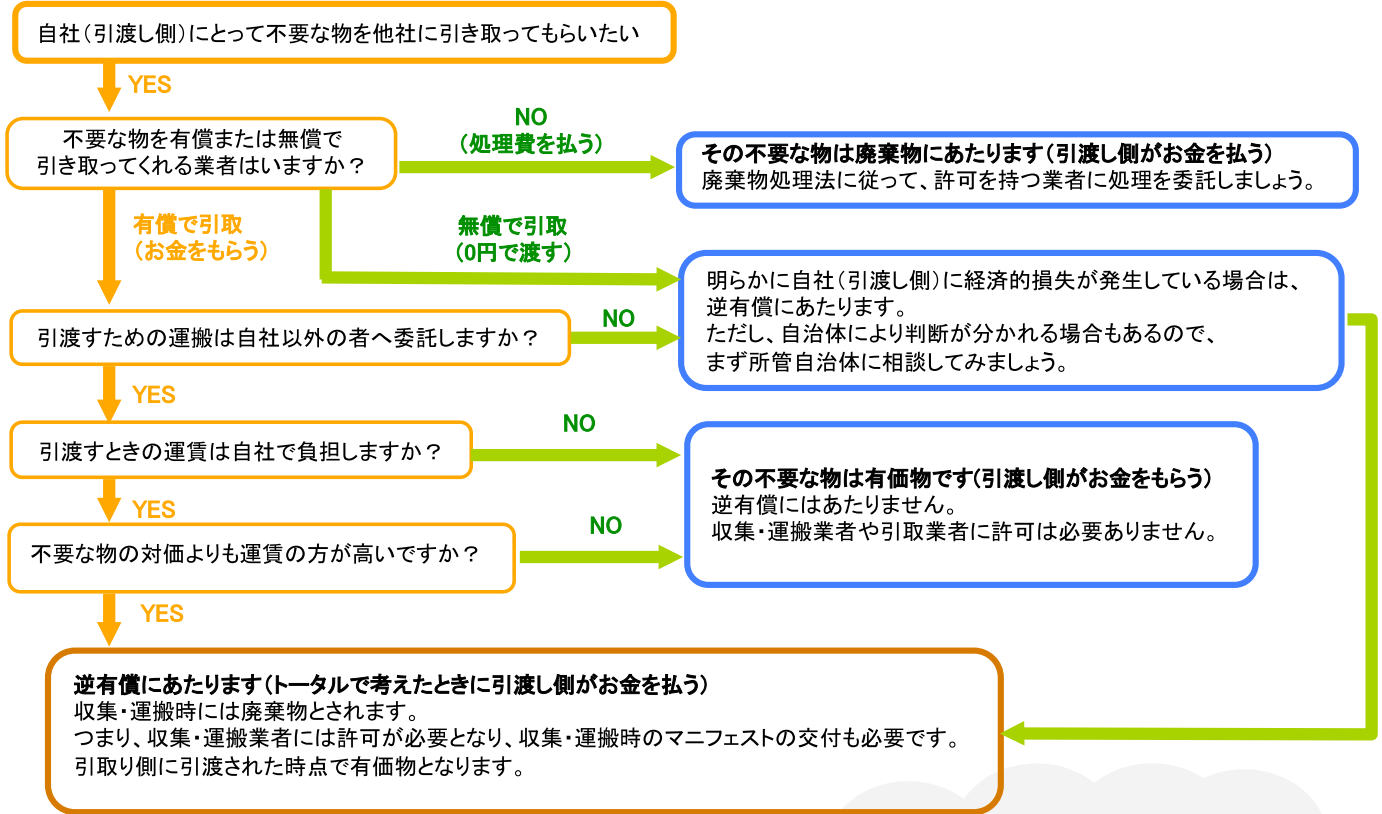 自社（引渡し側）にとって不要な物を他社に引き取ってもらいたい
YES
不要な物を有償または無償で
引き取ってくれる業者はいますか？
NO
（処理費を払う）
その不要な物は廃棄物にあたります（引渡し側がお金を払う）
廃棄物処理法に従って、許可を持つ業者に処理を委託しましょう。
有償で引取
（お金をもらう）
無償で引取
（0円で渡す）
明らかに自社（引渡し側）に経済的損失が発生している場合は、
逆有償にあたります。
ただし、自治体により判断が分かれる場合もあるので、
まず所管自治体に相談してみましょう。
引渡すための運搬は自社以外の者へ委託しますか？
NO
YES
引渡すときの運賃は自社で負担しますか？
NO
その不要な物は有価物です（引渡し側がお金をもらう）
逆有償にはあたりません。
収集・運搬業者や引取業者に許可は必要ありません。
YES
不要な物の対価よりも運賃の方が高いですか？
NO
YES
逆有償にあたります（トータルで考えたときに引渡し側がお金を払う）
収集・運搬時には廃棄物とされます。
つまり、収集・運搬業者には許可が必要となり、収集・運搬時のマニフェストの交付も必要です。
引取り側に引渡された時点で有価物となります。